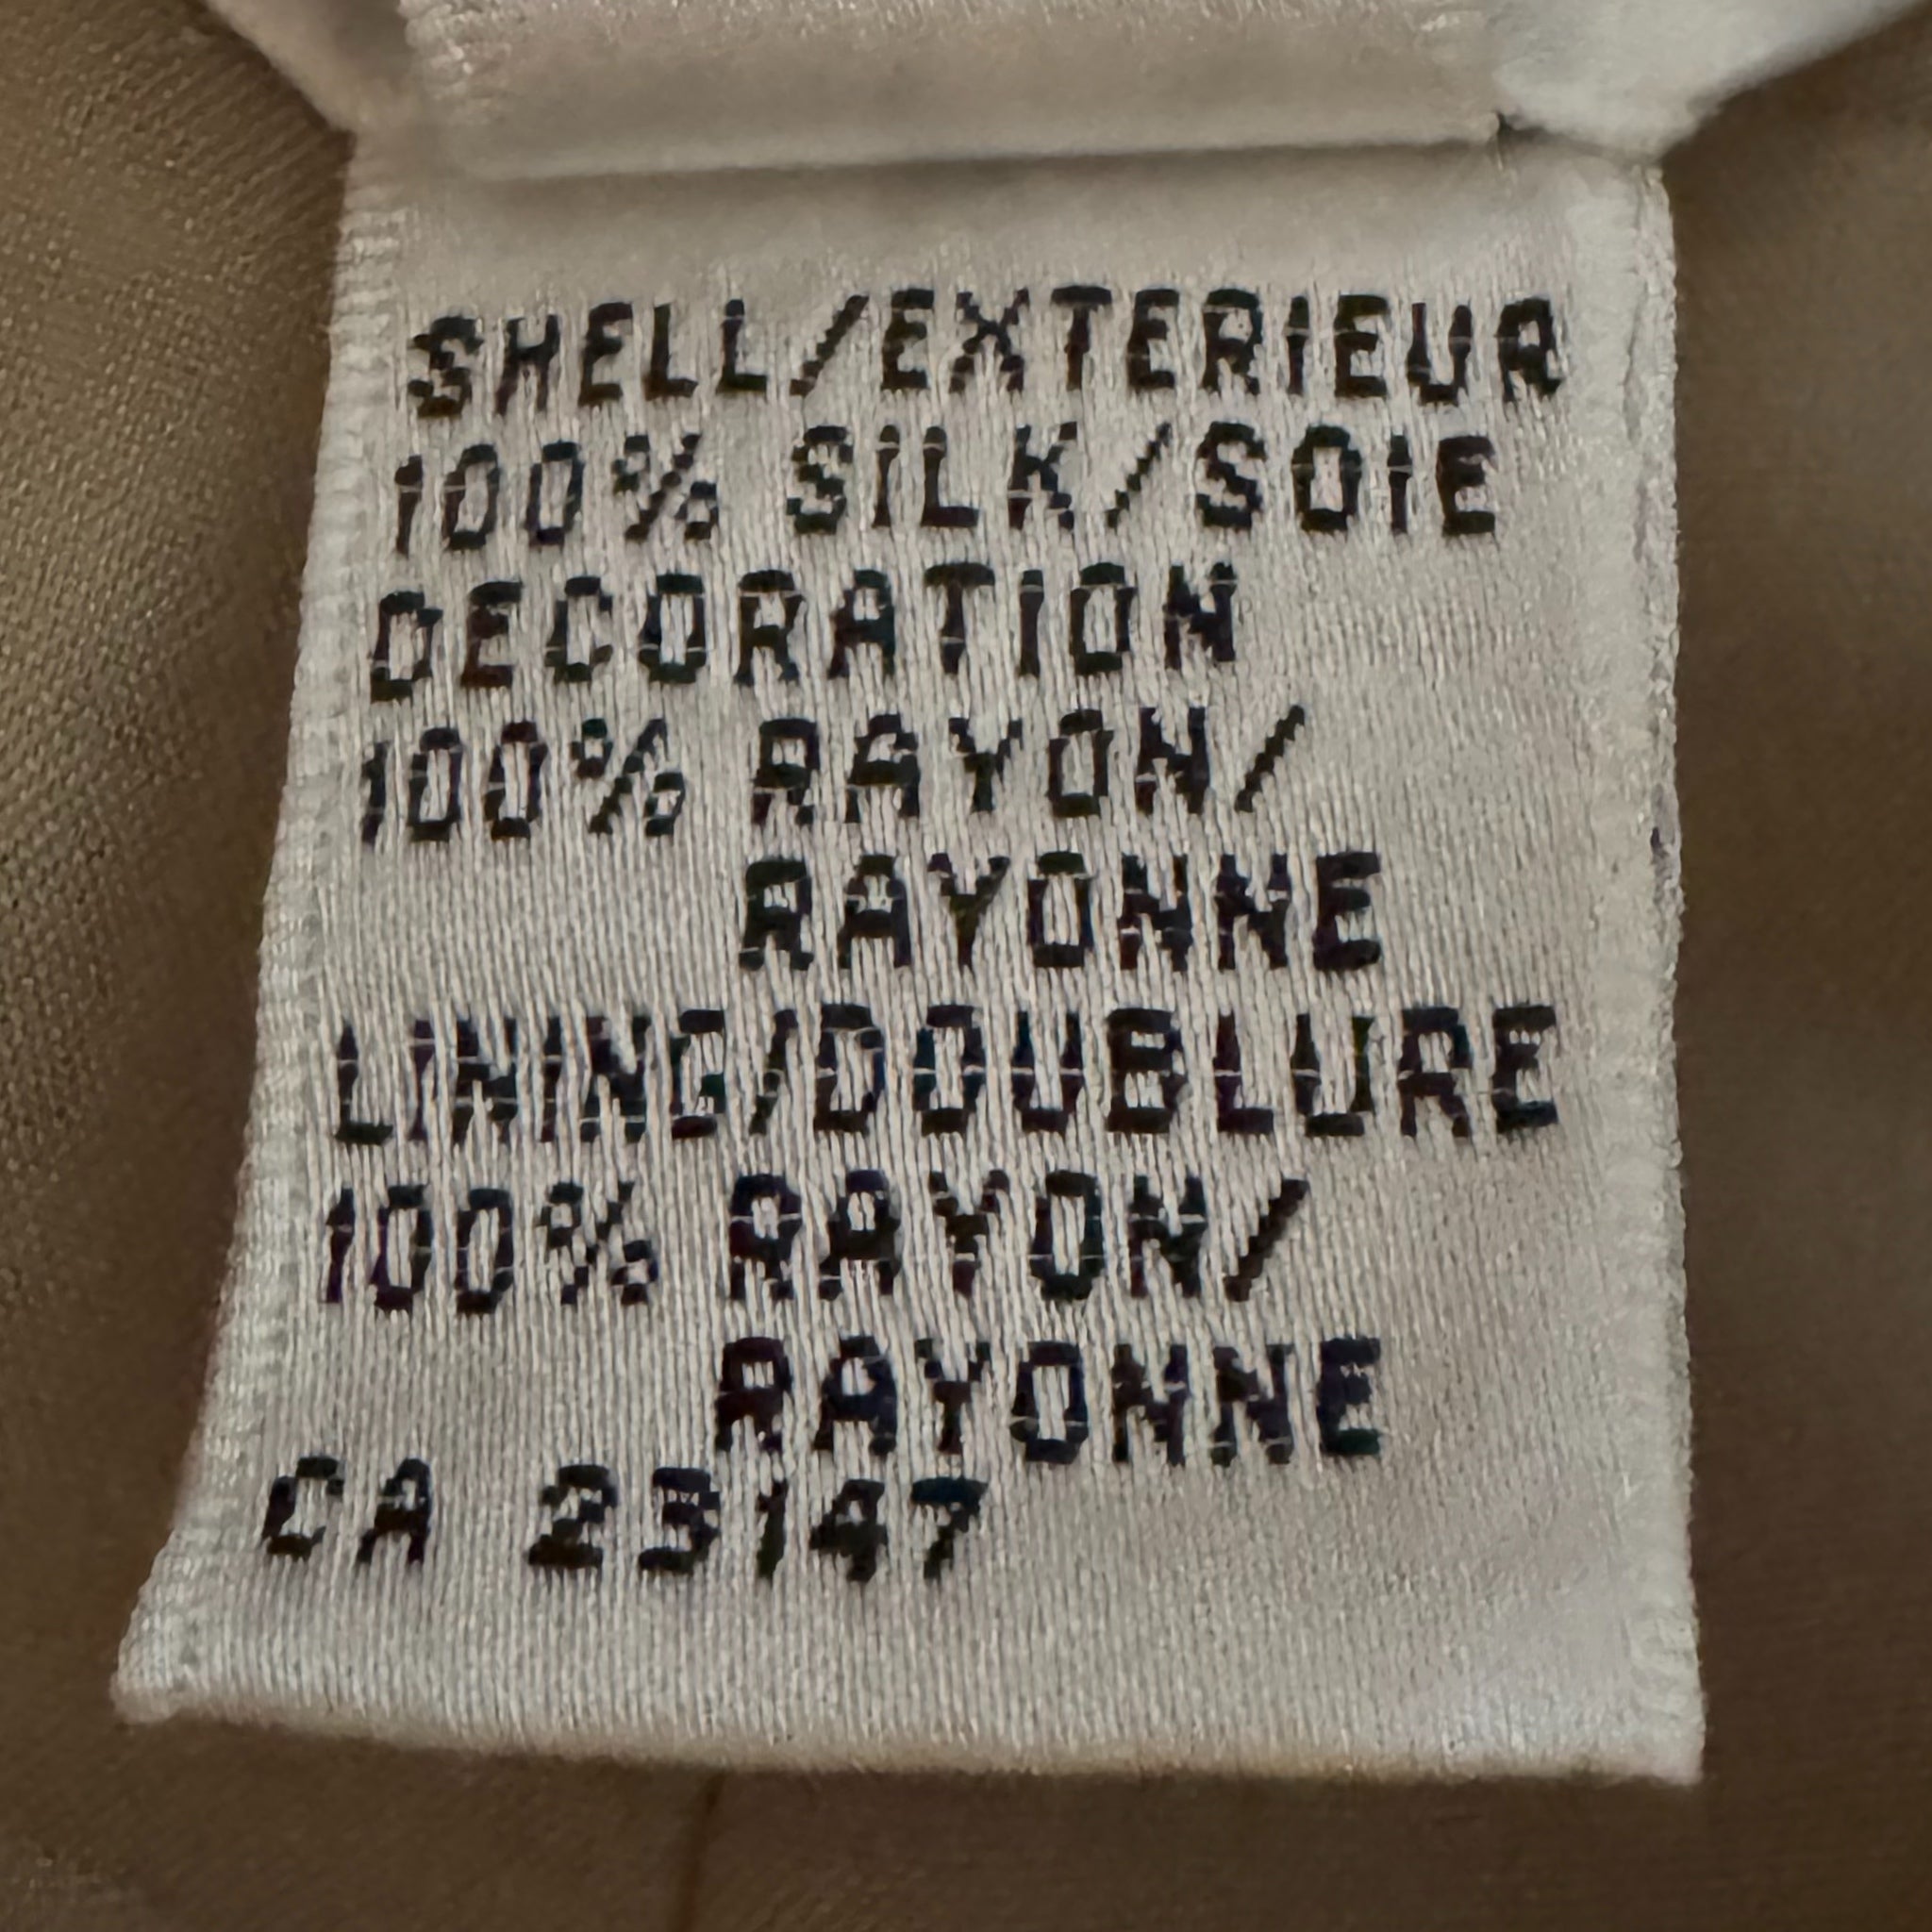 SHELL/EXTERIEUR
100% SILK/SOIE
DECORATION
100% RAYON/
RAYONNE
LINING/DOUBLURE
100% RAYON/
RAYONNE
CA 23147